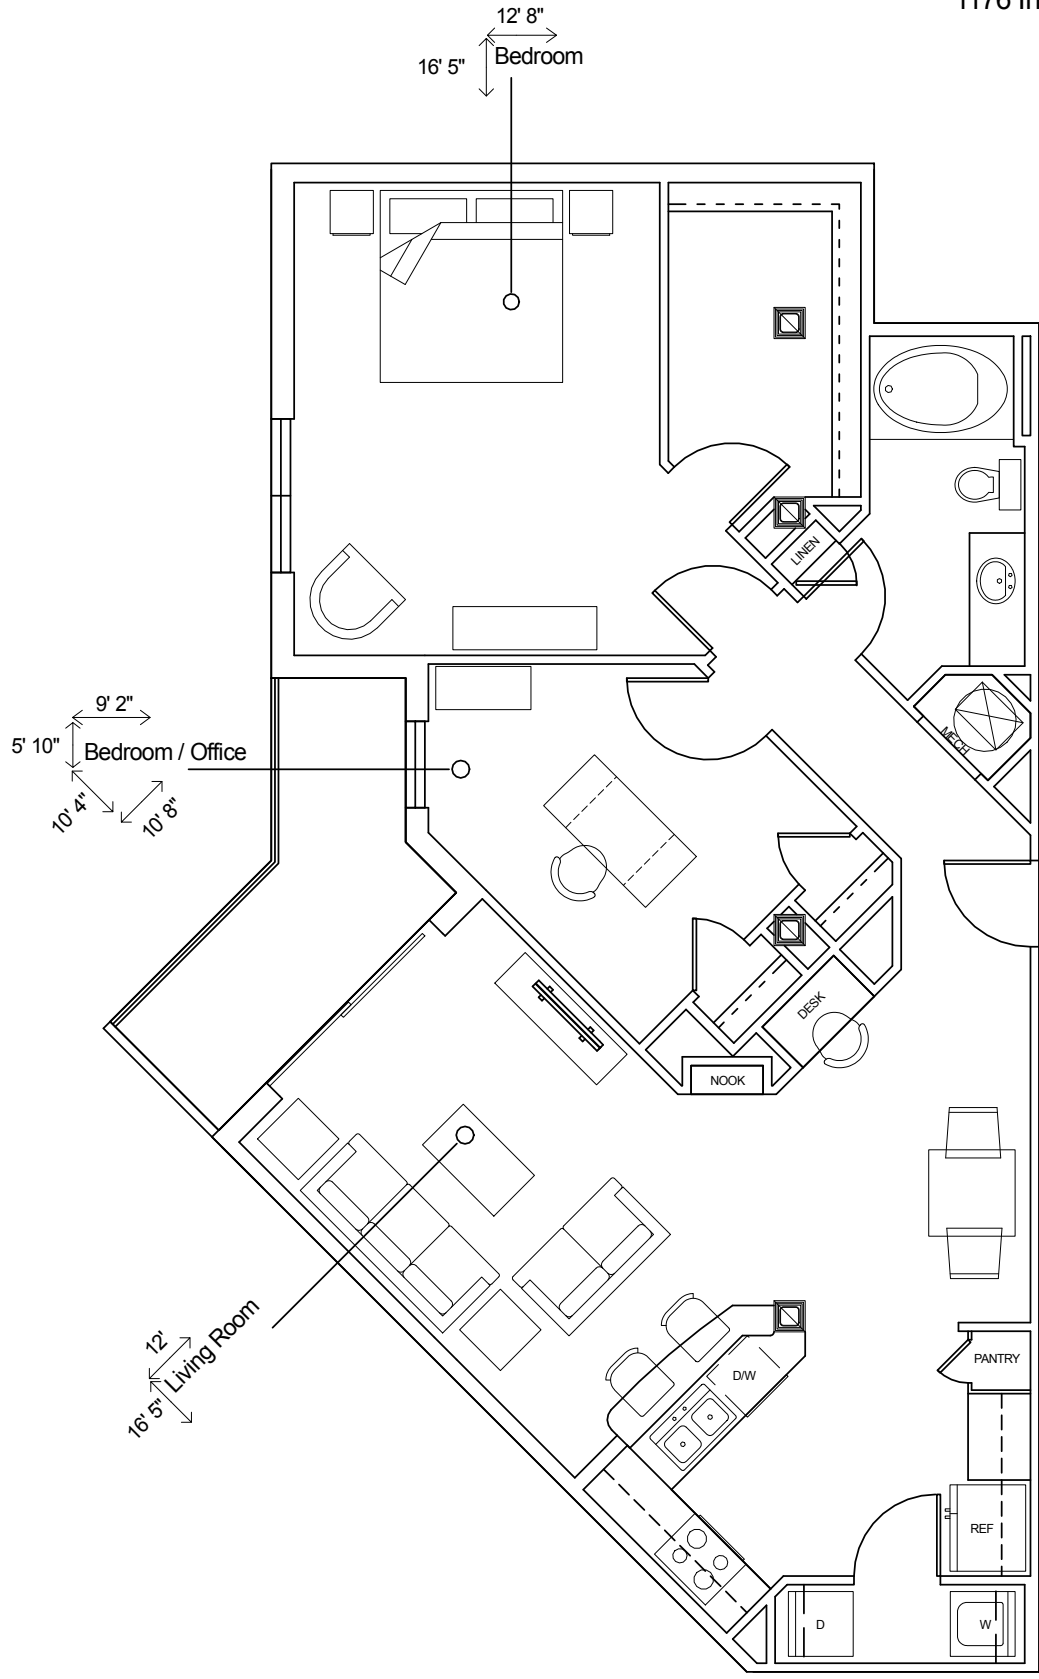 12' 8"
16' 5"
Bedroom
LINEN
9' 2"
5' 10"
Bedroom / Office
10' 4"
10' 8"
MECH
DESK
NOOK
12'
Living Room
16' 5"
PANTRY
D/W
REF
D
W